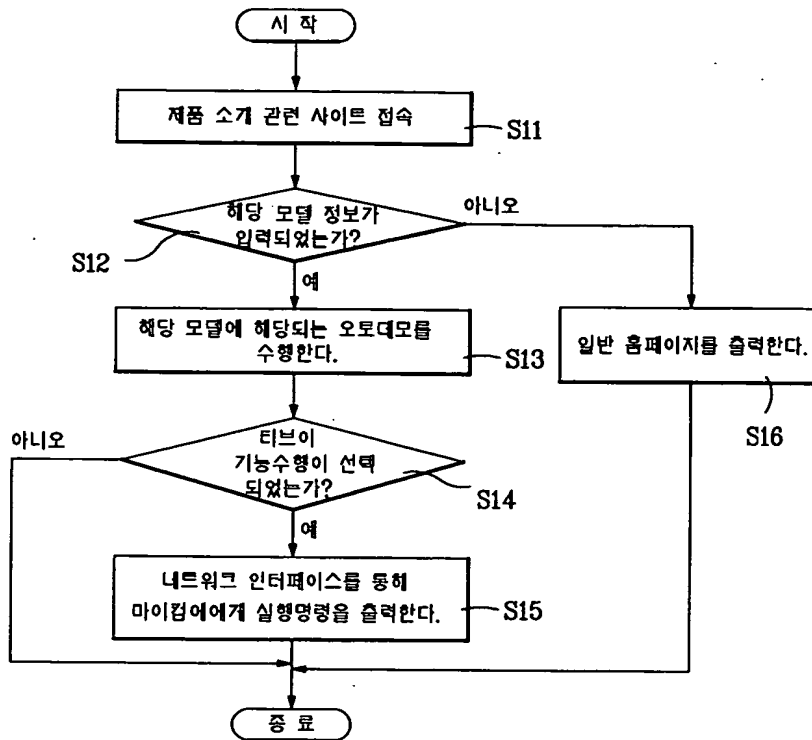 시 작
제품 소개 관련 사이트 접속
S11
해당 모델 정보가
입력되었는가?
아니오
S12
예
해당 모델에 해당되는 오토데모를
수행한다.
S13
일반 홈페이지를 출력한다.
S16
아니오
티브이
기능수행이 선택
되었는가?
S14
예
네트워크 인터페이스를 통해
마이컴에에게 실행명령을 출력한다.
S15
종 료